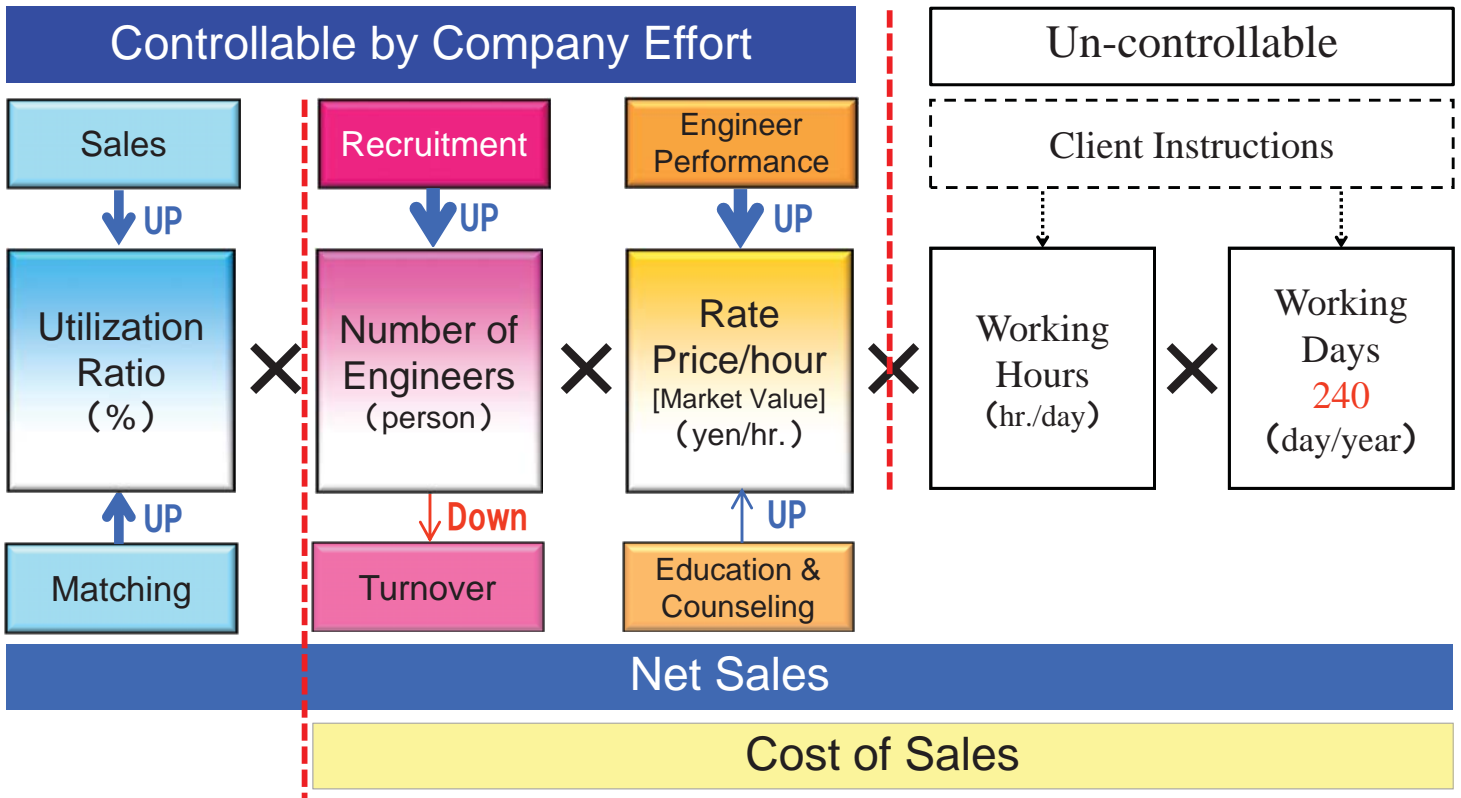 Controllable by Company Effort
Un-controllable
Sales
Recruitment
Engineer
Performance
Client Instructions
UP
UP
UP
Utilization
Ratio
(%)
×
Number of
Engineers
(person)
×
Rate
Price/hour
[Market Value]
(yen/hr.)
×
Working
Hours
(hr./day)
×
Working
Days
240
(day/year)
UP
Down
UP
Matching
Turnover
Education &
Counseling
Net Sales
Cost of Sales